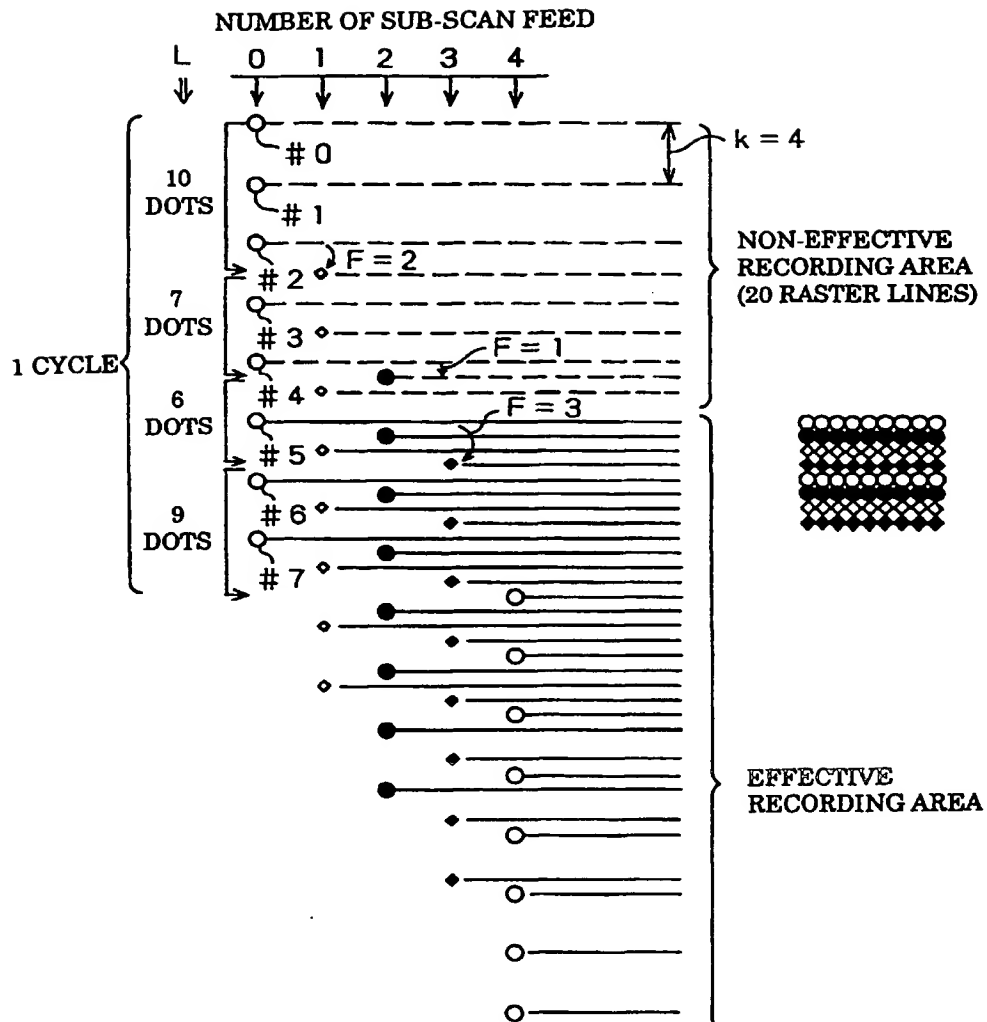 NUMBER OF SUB-SCAN FEED
L 0 1 2 3 4
# 0
k = 4
10
DOTS
# 1
NON-EFFECTIVE
RECORDING AREA
(20 RASTER LINES)
F = 2
# 2
7
DOTS
# 3
F = 1
1 CYCLE
# 4
6
DOTS
F = 3
# 5
# 6
9
DOTS
# 7
EFFECTIVE
RECORDING AREA